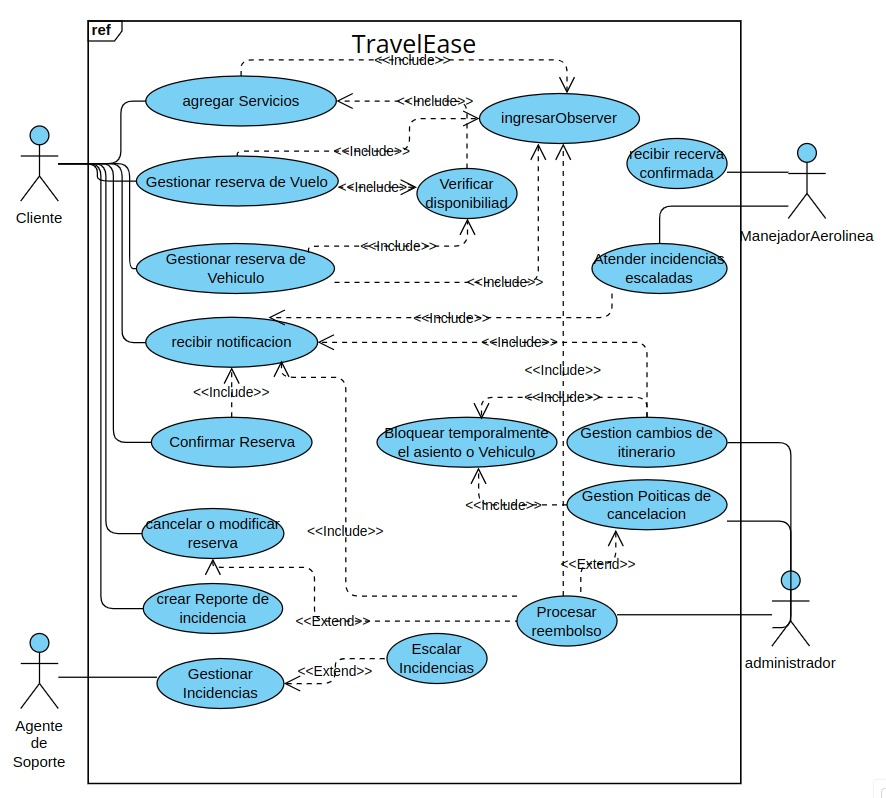 ref
TravelEase
<<Include>>
agregar Servicios
<<Include>>
ingresarObserver
<<Include>>
recibir recerva
confirmada
Gestionar reserva de Vuelo
<<Include>>
Verificar
disponibiliad
Cliente
ManejadorAerolinea
<<Include>>
Gestionar reserva de
Vehiculo
Atender incidencias
escaladas
<<Include>>
<<Include>>
recibir notificacion
<<Include>>
<<Include>>
<<Include>>
<<Include>>
Confirmar Reserva
Bloquear temporalmente
el asiento o Vehiculo
Gestion cambios de
itinerario
<<Include>>
Gestion Poiticas de
cancelacion
cancelar o modificar
reserva
<<Include>>
<<Extend>>
crear Reporte de
incidencia
<<Extend>>
Procesar
reembolso
Escalar
Incidencias
<<Extend>>
Gestionar
Incidencias
administrador
Agente
de
Soporte